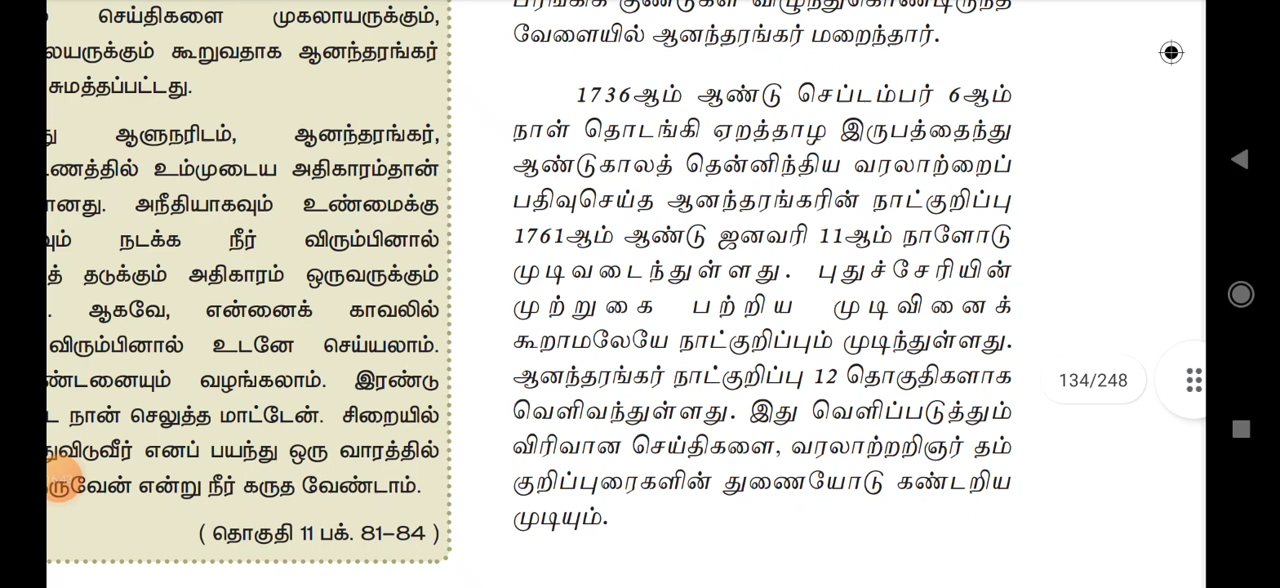 செய்திகளை முகலாயருக்கும்,
கூறுவதாக ஆனந்தரங்கர்
சுமத்தப்பட்டது.
ஆளுநரிடம், ஆனந்தரங்கர்,
உம்முடைய அதிகாரம்தான்
அநீதியாகவும் உண்மைக்கு
நடக்க நீர் விரும்பினால்
தடுக்கும் அதிகாரம் ஒருவருக்கும்
ஆகவே, என்னைக் காவலில்
விரும்பினால் உடனே செய்யலாம்.
வழங்கலாம். இரண்டு
நான் செலுத்த மாட்டேன். சிறையில்
எனப் பயந்து ஒரு வாரத்தில்
என்று நீர் கருத வேண்டாம்.
( தொகுதி 11 பக். 81–84 )
வேளையில் ஆனந்தரங்கர் மறைந்தார்.
1736ஆம் ஆண்டு செப்டம்பர் 6ஆம்
நாள் தொடங்கி ஏறத்தாழ இருபத்தைந்து
ஆண்டுகாலத் தென்னிந்திய வரலாற்றைப்
பதிவுசெய்த ஆனந்தரங்கரின் நாட்குறிப்பு
1761ஆம் ஆண்டு ஜனவரி 11ஆம் நாளோடு
முடிவடைந்துள்ளது. புதுச்சேரியின்
முற்றுகை பற்றிய முடிவினைக்
கூறாமலேயே நாட்குறிப்பும் முடிந்துள்ளது.
ஆனந்தரங்கர் நாட்குறிப்பு 12 தொகுதிகளாக
வெளிவந்துள்ளது. இது வெளிப்படுத்தும்
விரிவான செய்திகளை, வரலாற்றறிஞர் தம்
குறிப்புரைகளின் துணையோடு கண்டறிய
முடியும்.
134/248